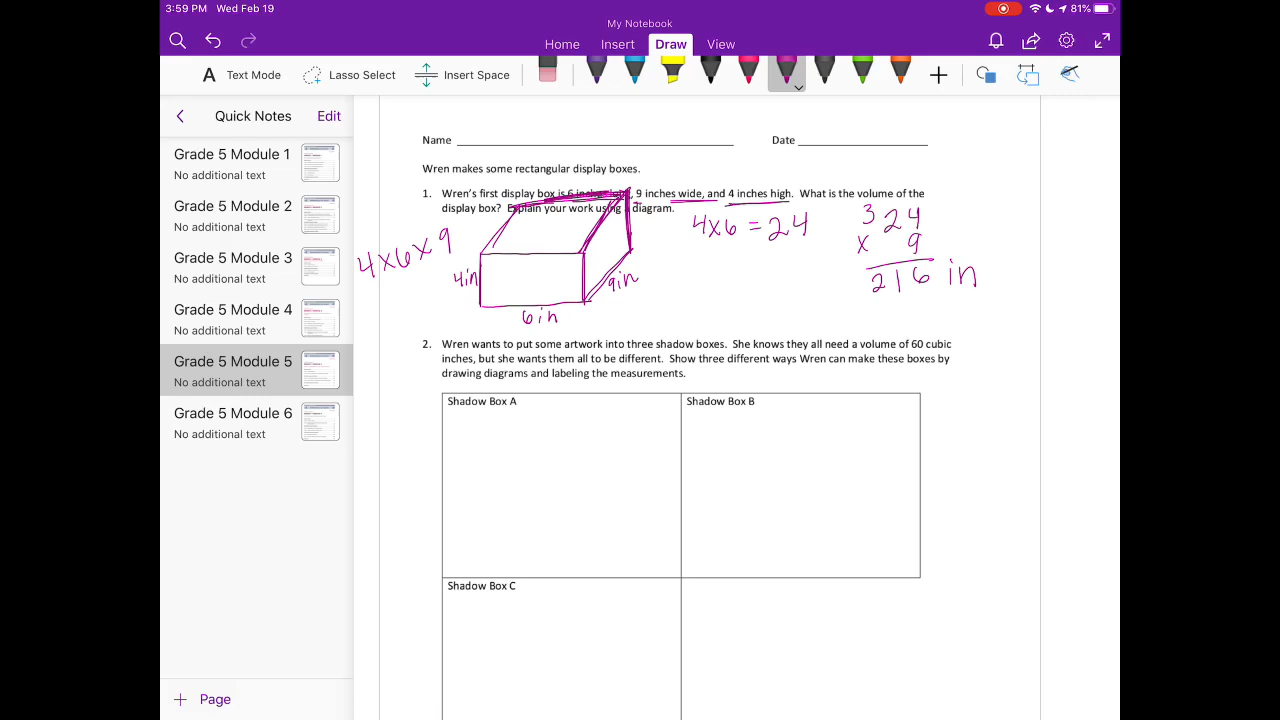 3:59 PM Wed Feb 19
81%
My Notebook
Home Insert Draw View
A Text Mode Lasso Select Insert Space
Quick Notes Edit
Grade 5 Module 1
No additional text
Grade 5 Module 2
No additional text
Grade 5 Module 3
No additional text
Grade 5 Module 4
No additional text
Grade 5 Module 5
No additional text
Grade 5 Module 6
No additional text
+ Page
Name Date
Wren makes some rectangular display boxes.
1. Wren's first display box is 6 inches, 9 inches wide, and 4 inches high. What is the volume of the
display explain your work using a diagram.
4x6=24
3
24
x 9
216 in
4x6x9
4in
9in
6in
2. Wren wants to put some artwork into three shadow boxes. She knows they all need a volume of 60 cubic
inches, but she wants them all to be different. Show three different ways Wren can make these boxes by
drawing diagrams and labeling the measurements.
Shadow Box A Shadow Box B
Shadow Box C